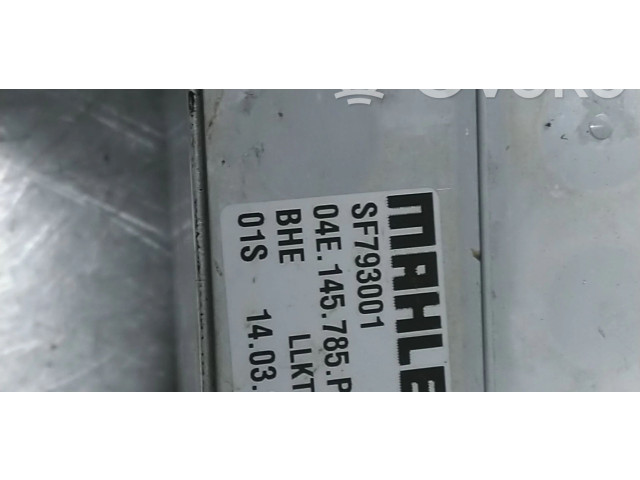 MAHLE
SF793001
04E.145.785.P
BHE LLKT
01S 14.03.